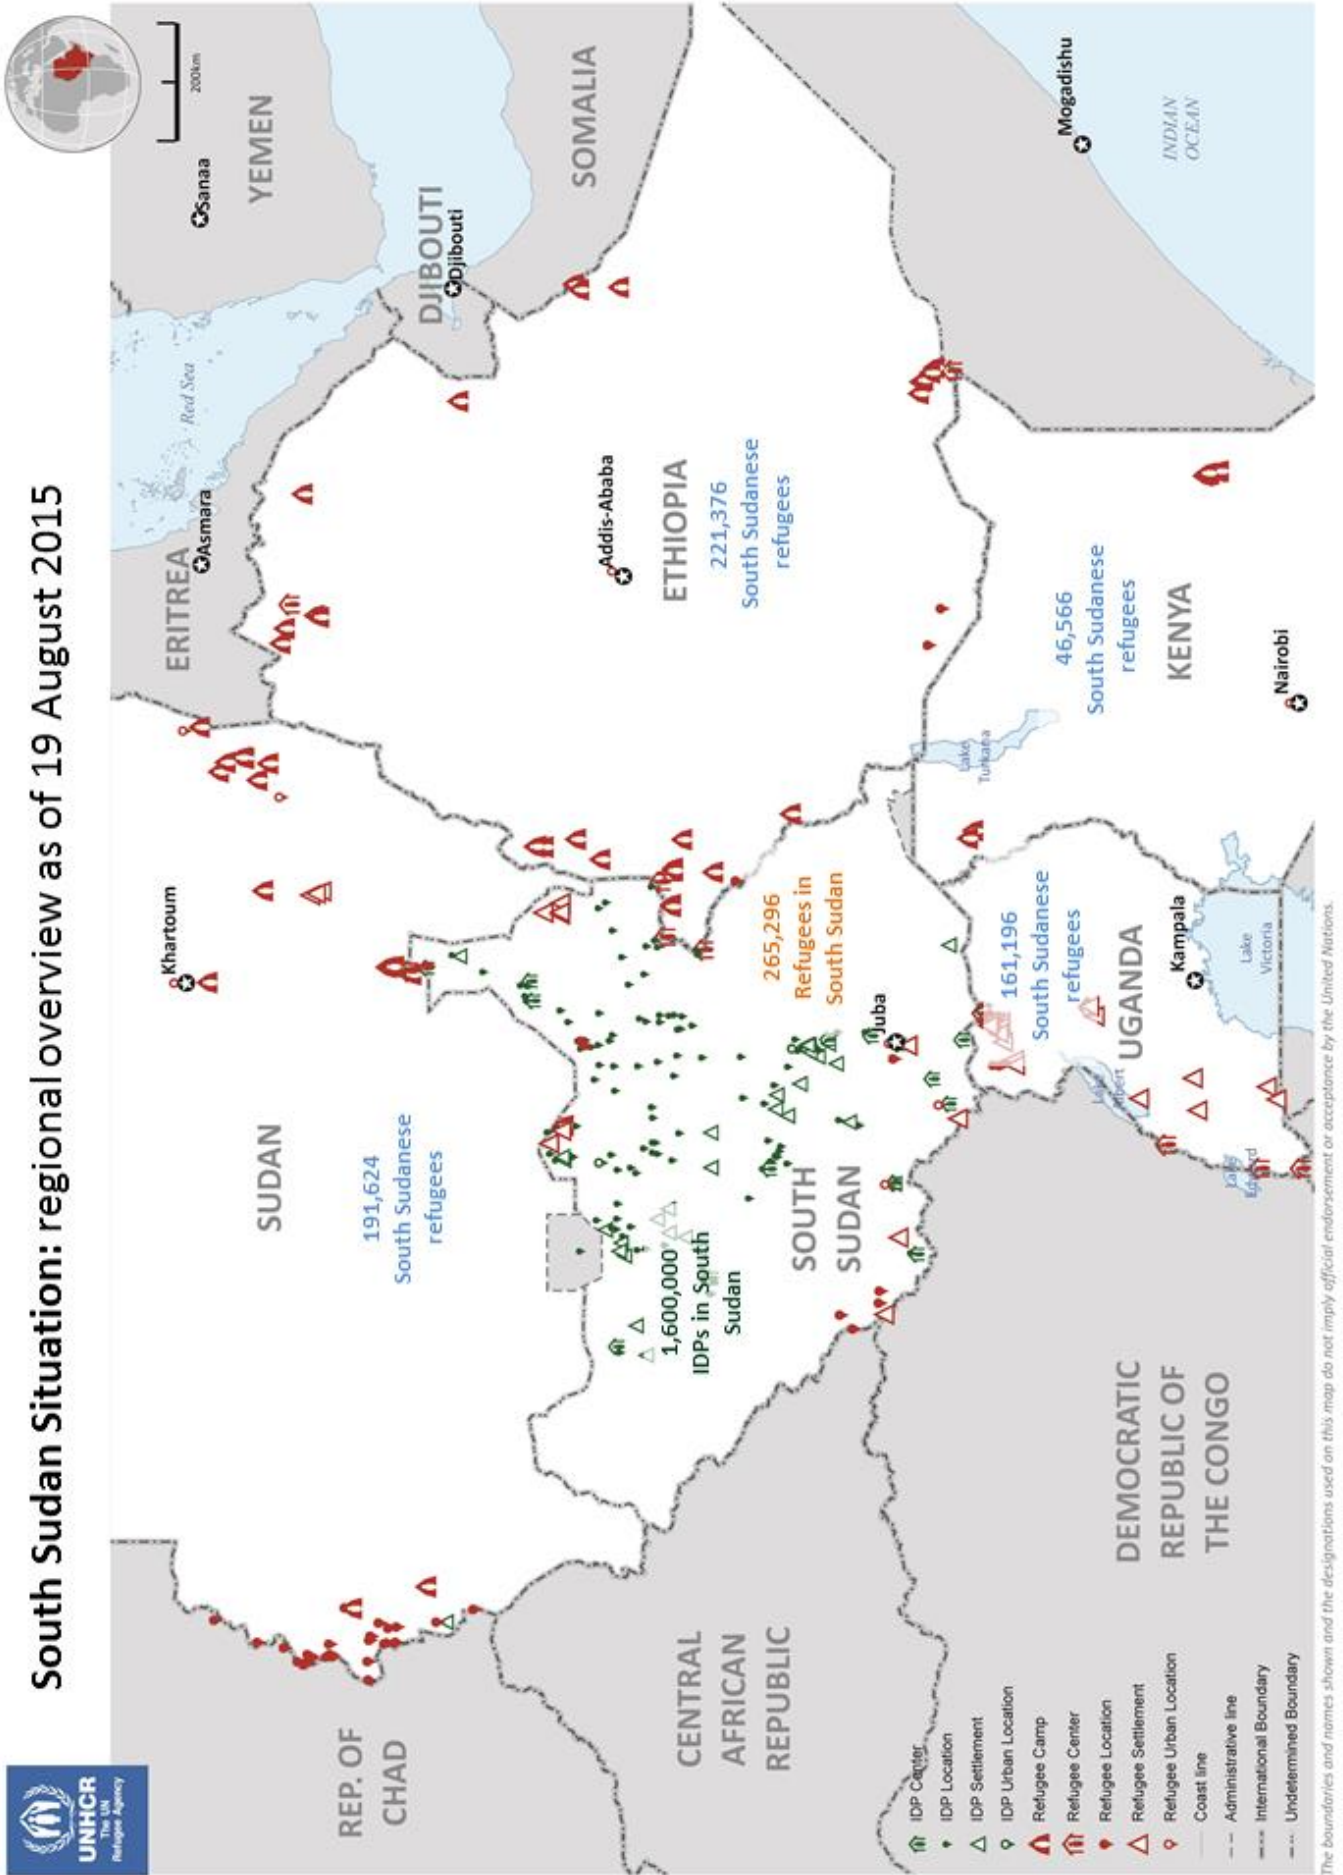 South Sudan Situation: regional overview as of 19 August 2015
UNHCR
The UN
Refugee Agency
200km
Khartoum
ERITREA
Asmara
Red Sea
Sanaa
YEMEN
SUDAN
191,624
South Sudanese
refugees
DJIBOUTI
Djibouti
REP. OF
CHAD
SOMALIA
Addis-Ababa
ETHIOPIA
221,376
South Sudanese
refugees
1,600,000
IDPs in South
Sudan
CENTRAL
AFRICAN
REPUBLIC
265,296
Refugees in
South Sudan
SOUTH
SUDAN
Juba
Lake
Turkana
161,196
South Sudanese
refugees
46,566
South Sudanese
refugees
Mogadishu
INDIAN
OCEAN
DEMOCRATIC
REPUBLIC OF
THE CONGO
UGANDA
Kampala
KENYA
Lake
Victoria
Nairobi
Lake
Albert
Lake
Edward
IDP Center
IDP Location
IDP Settlement
IDP Urban Location
Refugee Camp
Refugee Center
Refugee Location
Refugee Settlement
Refugee Urban Location
Coast line
Administrative line
International Boundary
Undetermined Boundary
The boundaries and names shown and the designations used on this map do not imply official endorsement or acceptance by the United Nations.